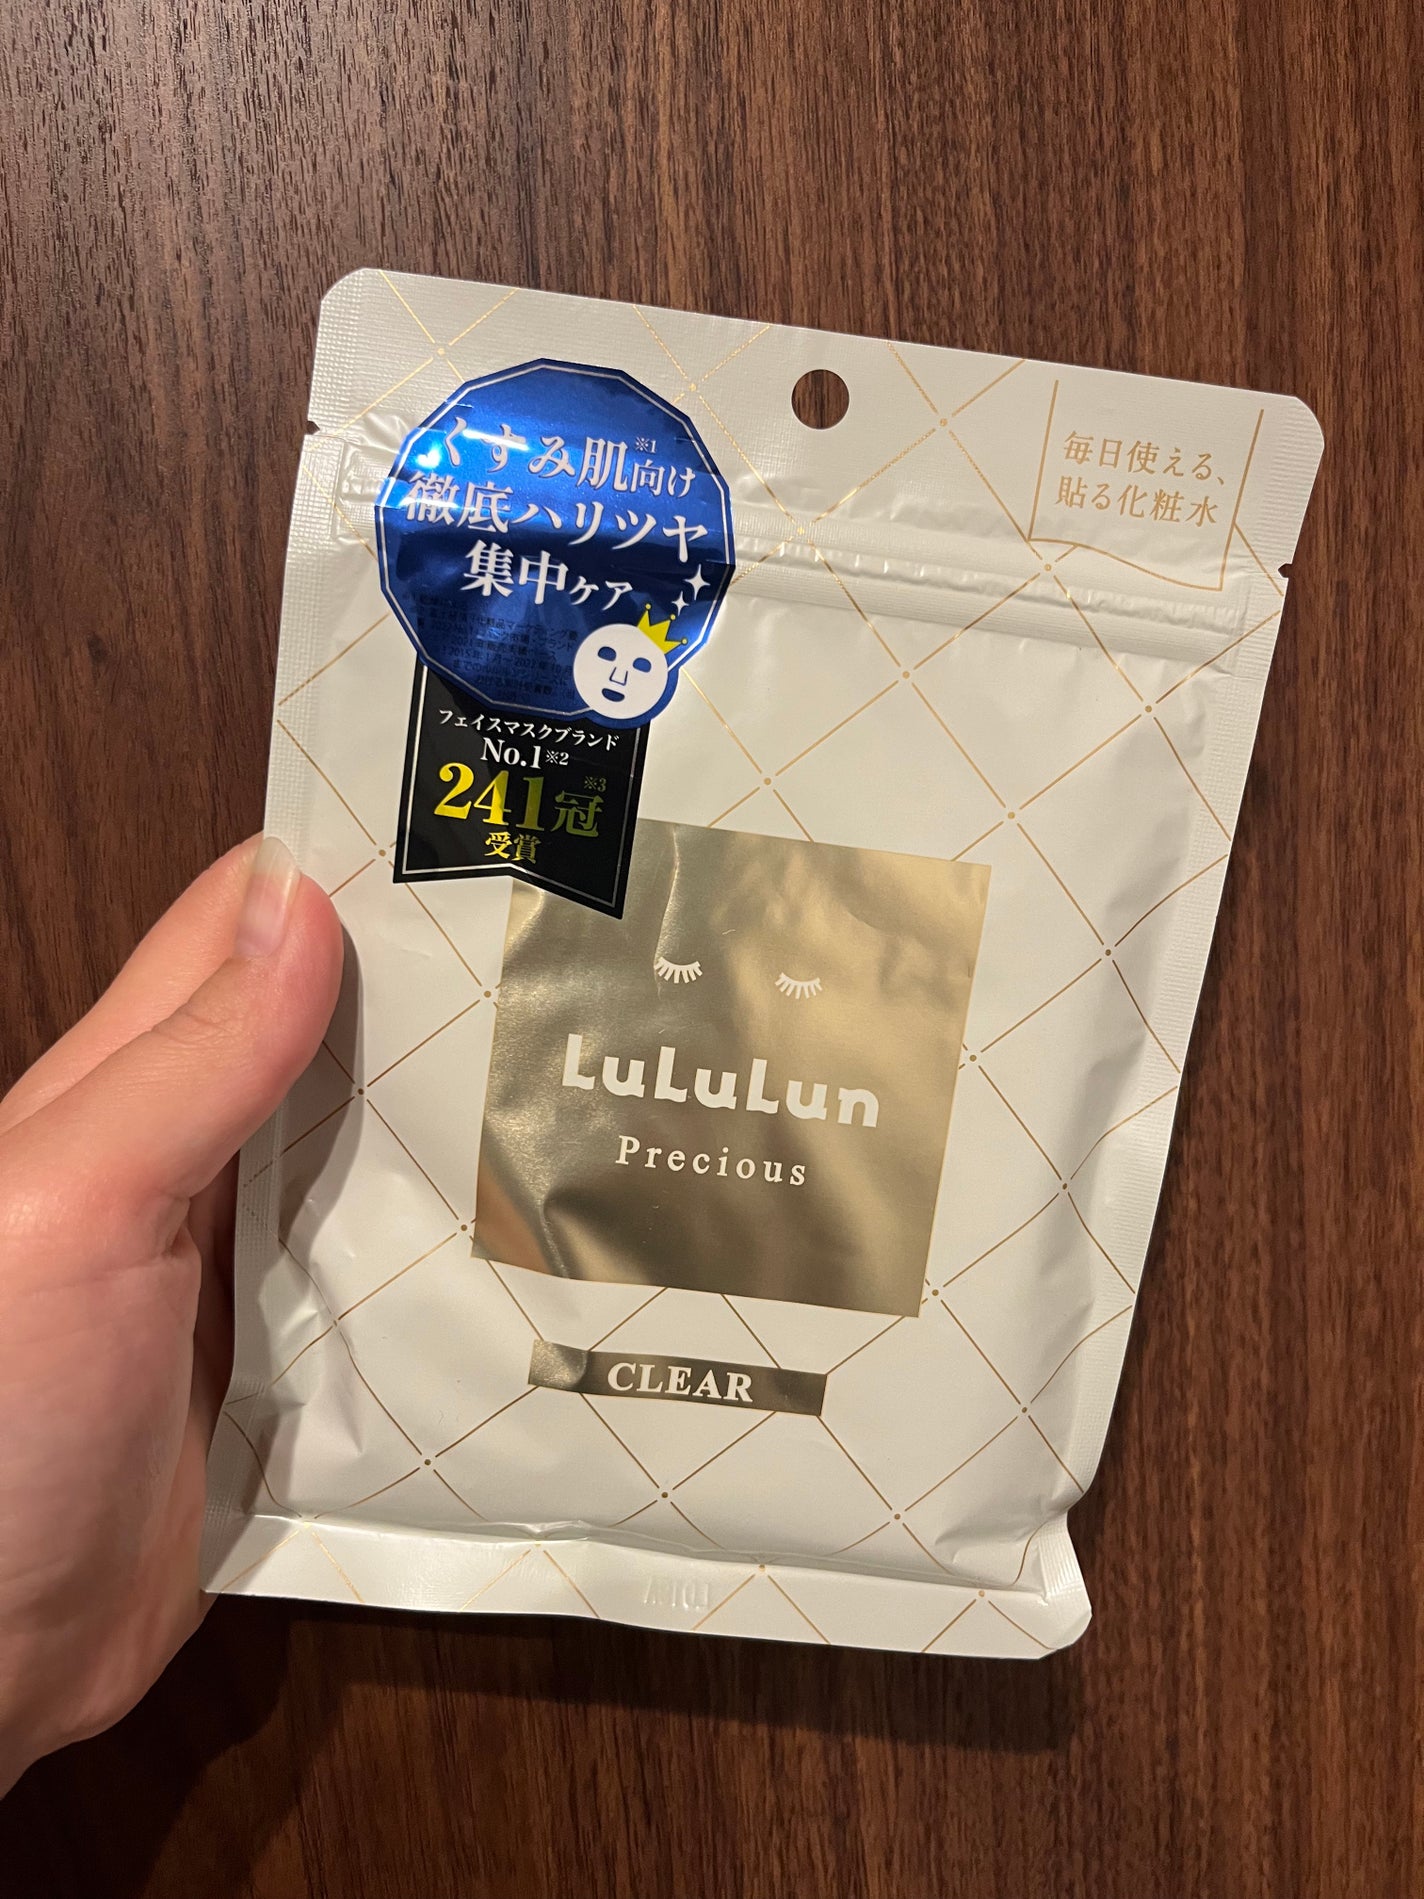 くすみ肌※1向け
徹底ハリツヤ
集中ケア
フェイスマスクブランド
No.1※2
241冠※3
受賞
毎日使える、
貼る化粧水
LuLuLun
Precious
CLEAR